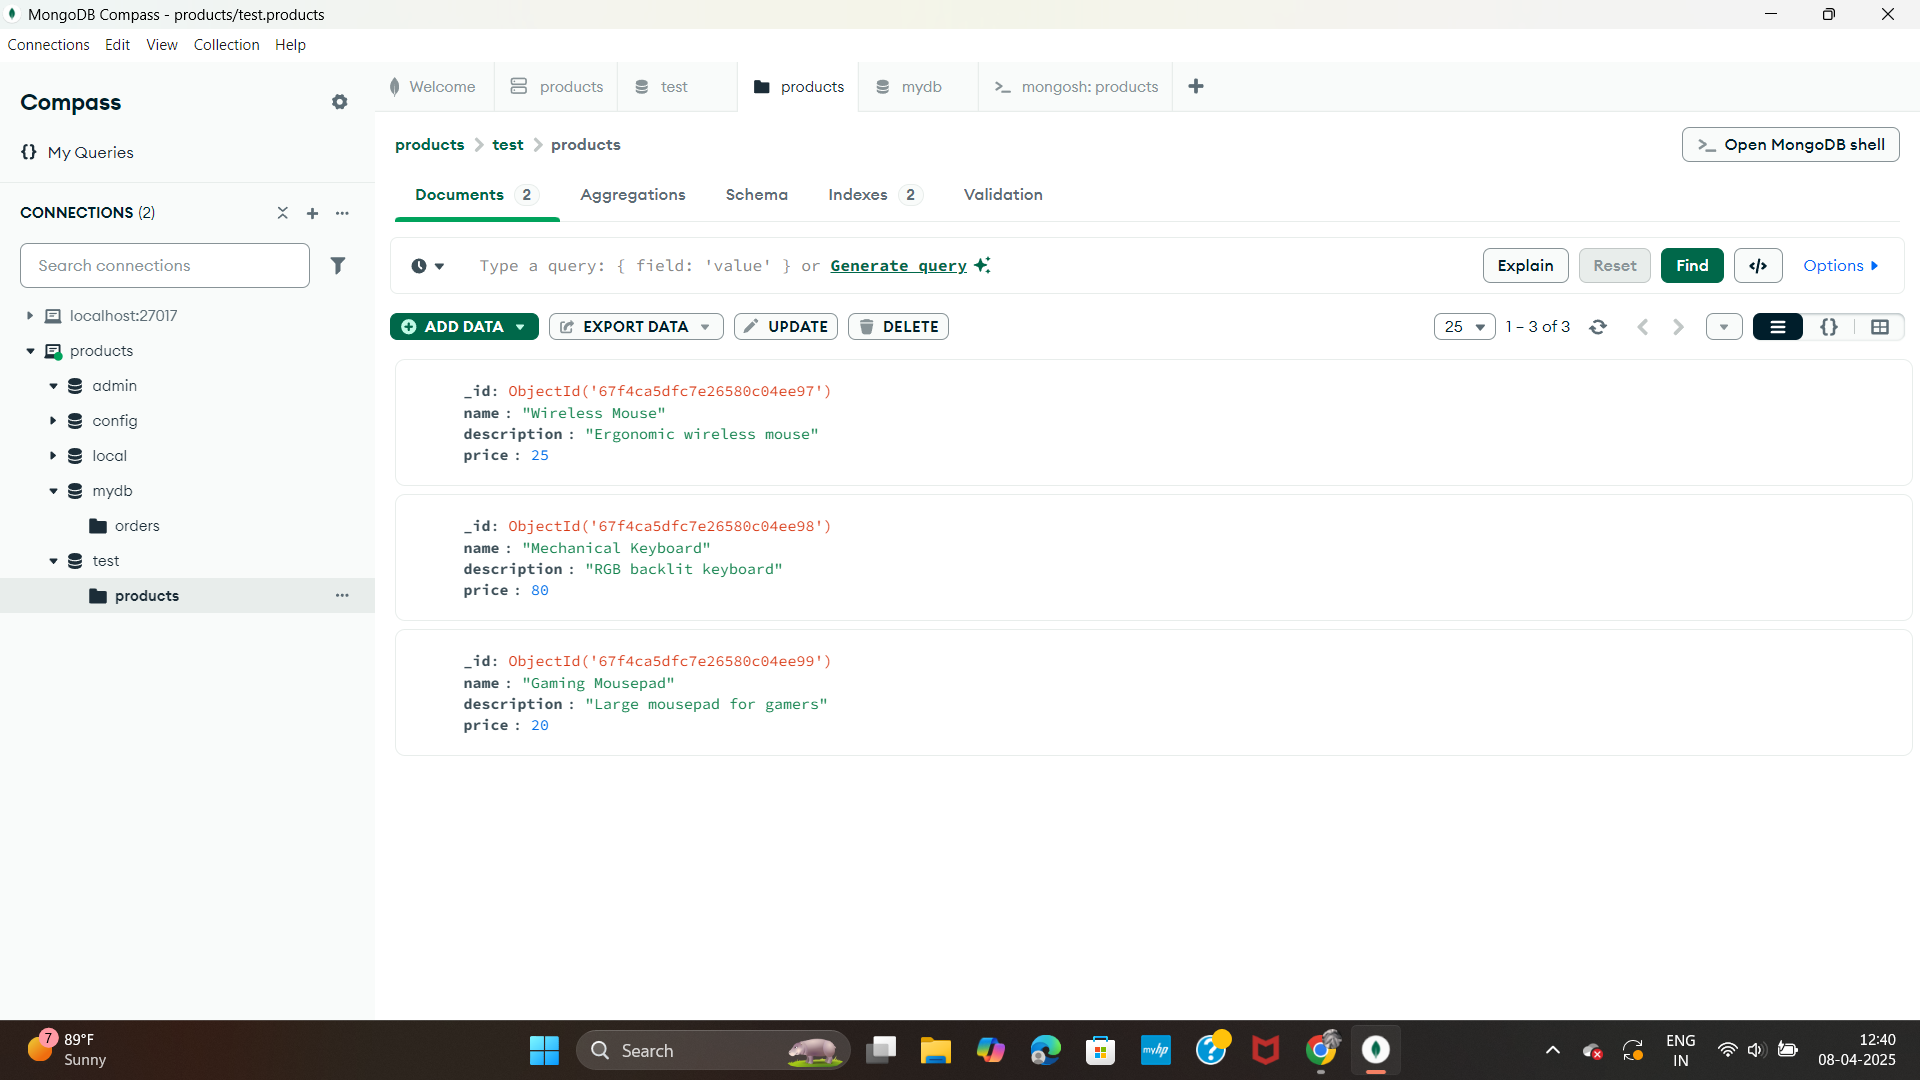 MongoDB Compass - products/test.products
Connections Edit View Collection Help
Compass
{} My Queries
CONNECTIONS (2)
Search connections
localhost:27017
products
admin
config
local
mydb
orders
test
products
Welcome products test products mydb >_ mongosh: products
products > test > products
>_ Open MongoDB shell
Documents 2 Aggregations Schema Indexes 2 Validation
Type a query: { field: 'value' } or Generate query
Explain Reset Find </> Options
ADD DATA EXPORT DATA UPDATE DELETE
25 1 – 3 of 3 {}
_id: ObjectId('67f4ca5dfc7e26580c04ee97')
name : "Wireless Mouse"
description : "Ergonomic wireless mouse"
price : 25
_id: ObjectId('67f4ca5dfc7e26580c04ee98')
name : "Mechanical Keyboard"
description : "RGB backlit keyboard"
price : 80
_id: ObjectId('67f4ca5dfc7e26580c04ee99')
name : "Gaming Mousepad"
description : "Large mousepad for gamers"
price : 20
7
89°F
Sunny
Search
myhp
ENG
IN
12:40
08-04-2025